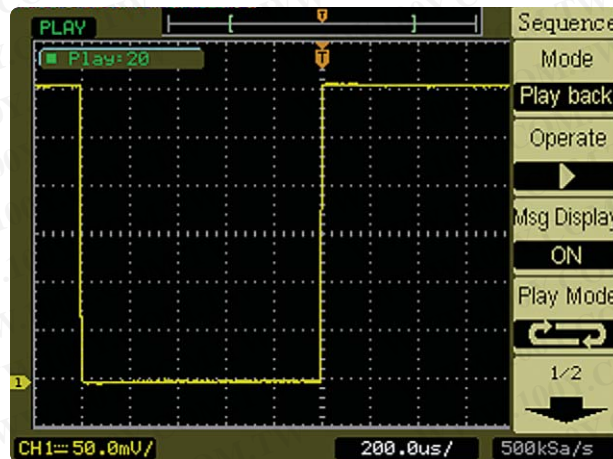 PLAY
T
Sequence
Play:20
T
Mode
Play back
Operate
Msg Display
ON
Play Mode
1/2
1
CH1 50.0mV/
200.0us/
500kSa/s